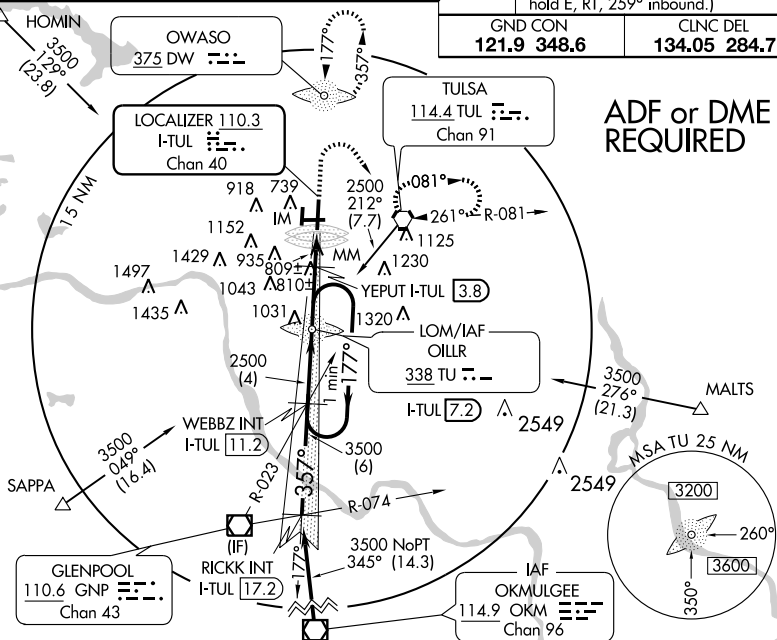 hold E, RT, 259° inbound.)
GND CON
121.9 348.6
CLNC DEL
134.05 284.7
HOMIN
3500
129°
(23.8)
OWASO
375 DW
177°
357°
TULSA
114.4 TUL
Chan 91
ADF or DME
REQUIRED
LOCALIZER 110.3
I-TUL
Chan 40
15 NM
918
739
IM
2500
212°
(7.7)
081°
261°
R-081
1152
1125
1429
935
MM
809±
1230
1497
1043
810±
YEPUT I-TUL 3.8
1435
1031
1320
LOM/IAF
OILLR
338 TU
2500
(4)
1 min
177°
3500
276°
(21.3)
MALTS
I-TUL 7.2
2549
WEBBZ INT
I-TUL 11.2
3500
(6)
3500
049°
(16.4)
SAPPA
357°
R-023
R-074
2549
MSA TU 25 NM
3200
260°
3600
350°
(IF)
RICKK INT
I-TUL 17.2
177°
3500 NoPT
345° (14.3)
GLENPOOL
110.6 GNP
Chan 43
IAF
OKMULGEE
114.9 OKM
Chan 96